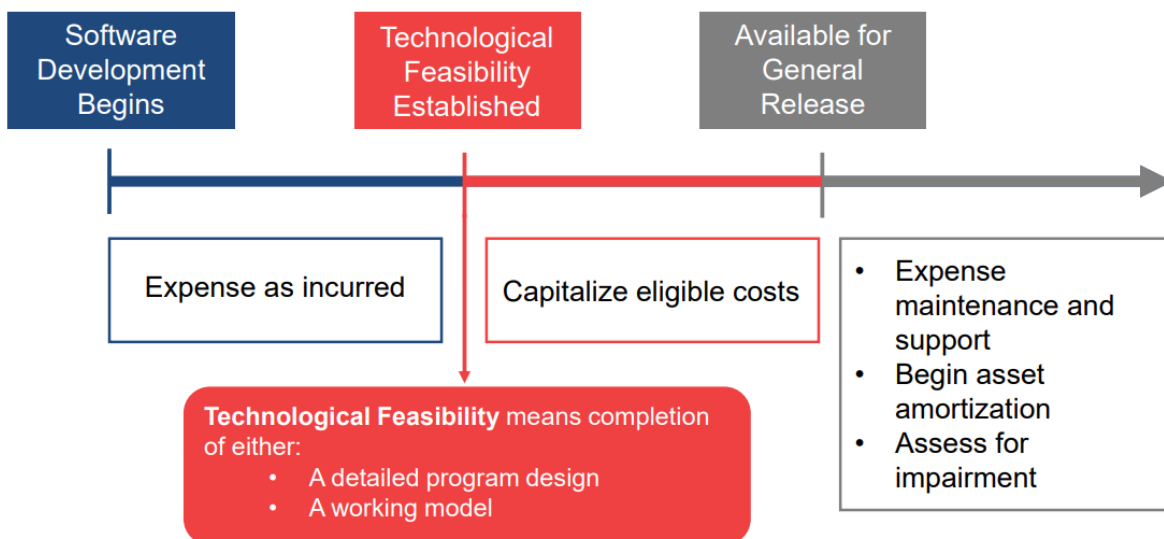 Software
Development
Begins
Technological
Feasibility
Established
Available for
General
Release
Expense as incurred
Capitalize eligible costs
• Expense
maintenance and
support
• Begin asset
amortization
• Assess for
impairment
Technological Feasibility means completion
of either:
• A detailed program design
• A working model